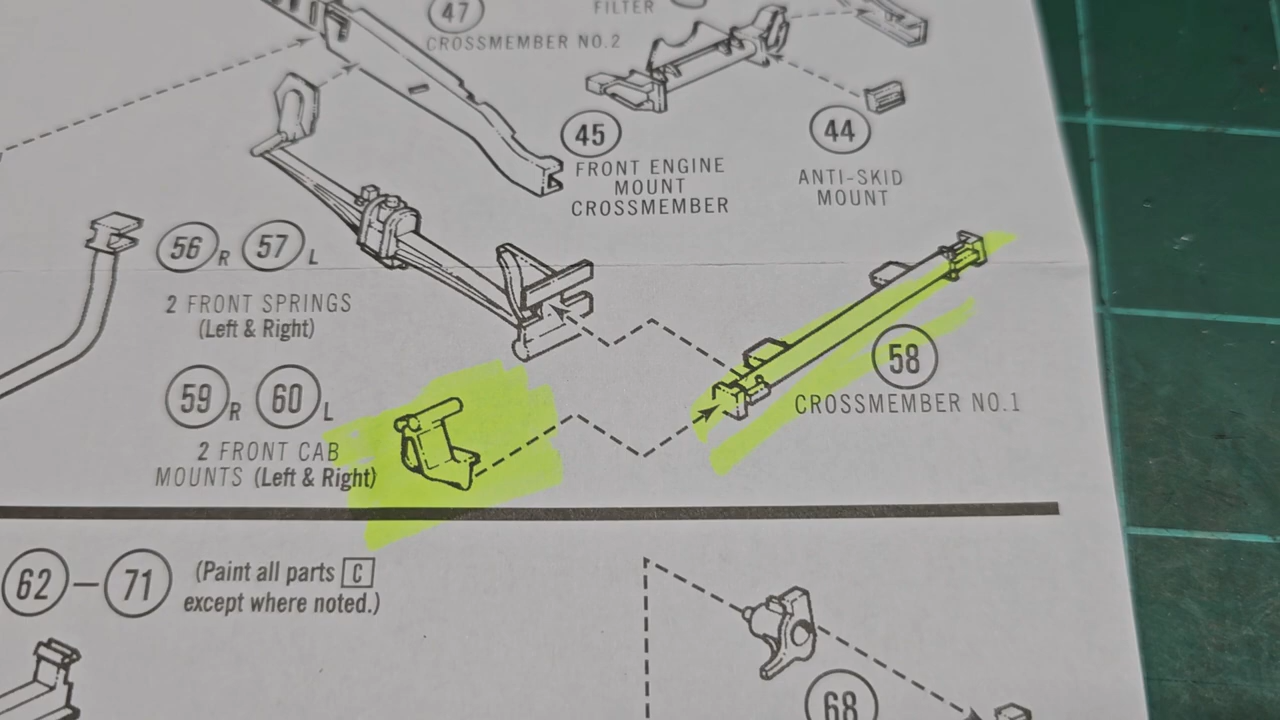 47
CROSSMEMBER NO.2
FILTER
45
FRONT ENGINE
MOUNT
CROSSMEMBER
44
ANTI-SKID
MOUNT
56 R 57 L
2 FRONT SPRINGS
(Left & Right)
59 R 60 L
2 FRONT CAB
MOUNTS (Left & Right)
58
CROSSMEMBER NO.1
62-71
(Paint all parts C
except where noted.)
68